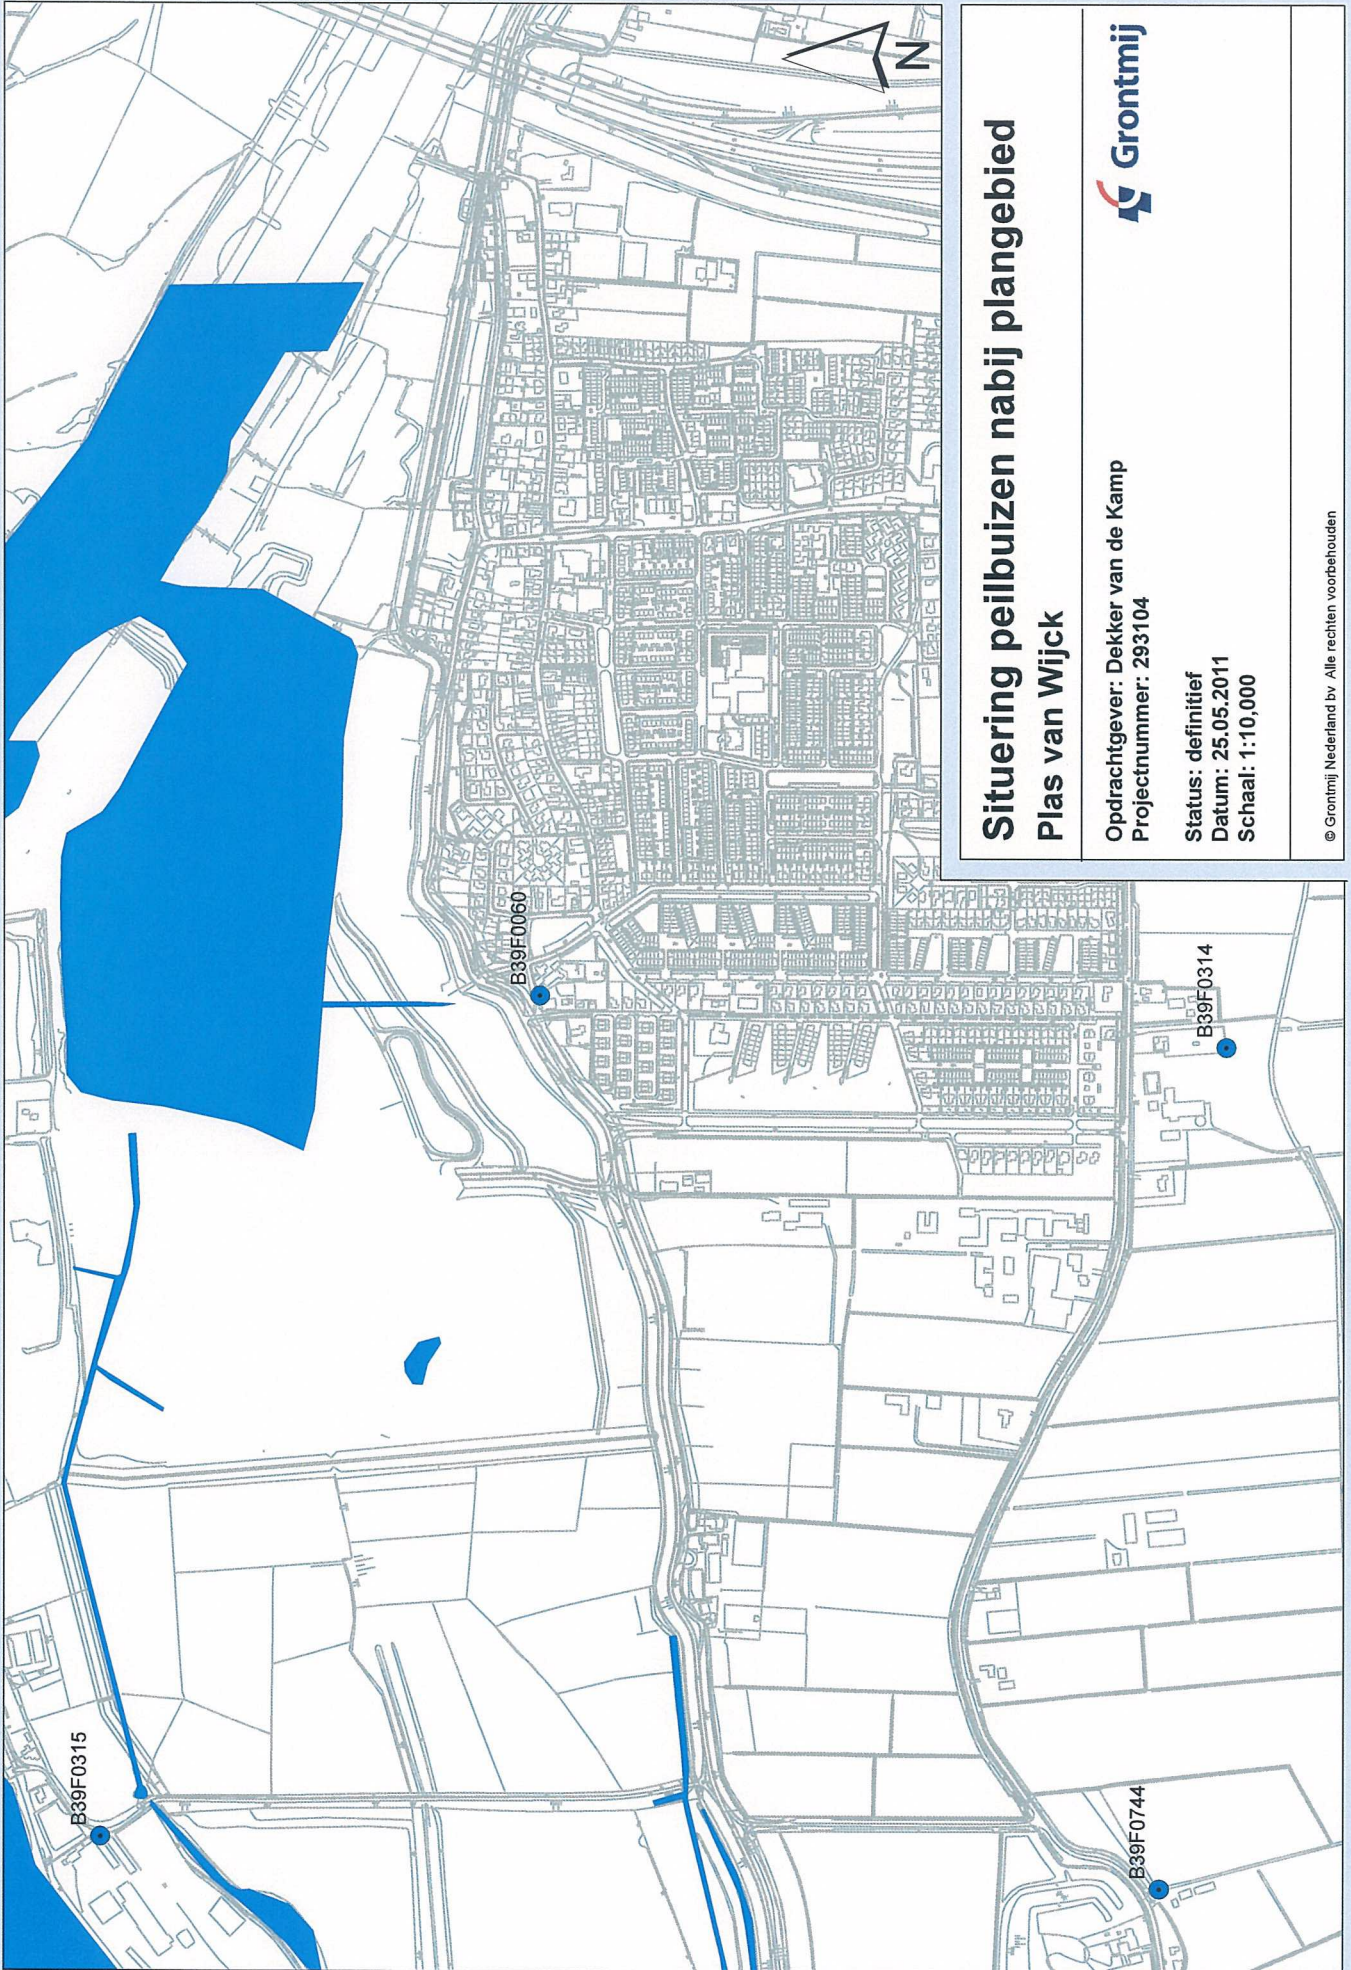 N
B39F0315
B39F0060
B39F0314
B39F0744
Situering peilbuizen nabij plangebied
Plas van Wijck
Opdrachtgever: Dekker van de Kamp
Projectnummer: 293104
Status: definitief
Datum: 25.05.2011
Schaal: 1:10,000
Grontmij
© Grontmij Nederland bv Alle rechten voorbehouden